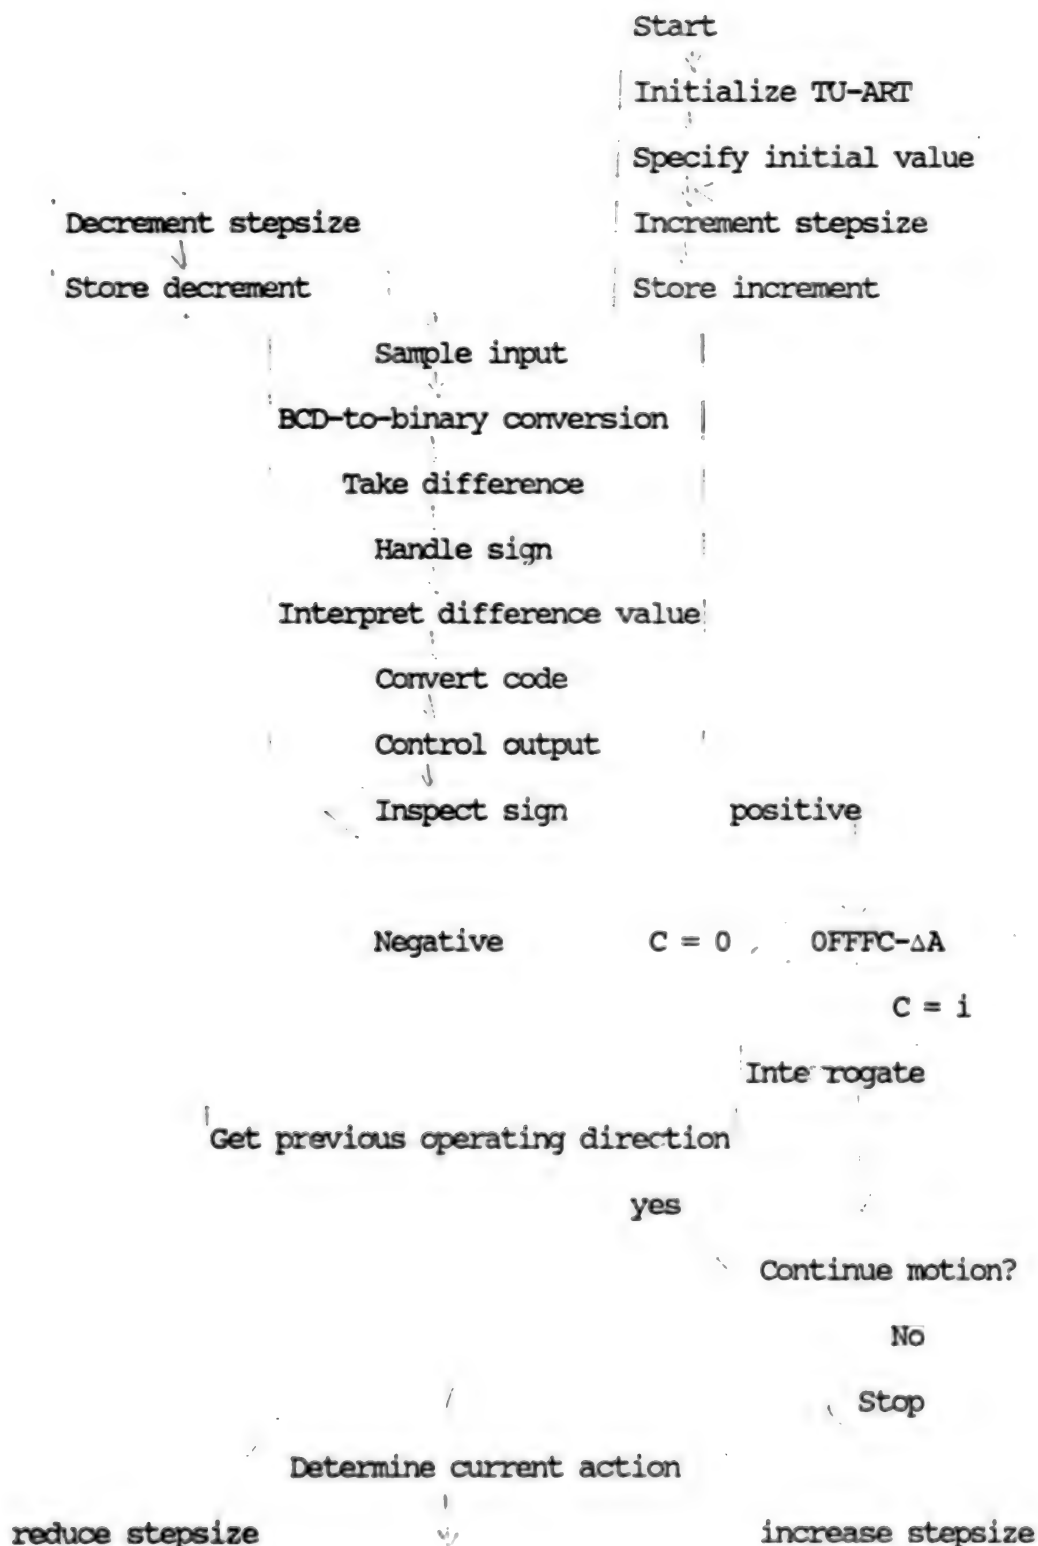 Start
Initialize TU-ART
Specify initial value
Decrement stepsize Increment stepsize
Store decrement Store increment
Sample input
BCD-to-binary conversion
Take difference
Handle sign
Interpret difference value
Convert code
Control output
Inspect sign positive
Negative C = 0 0FFFC-ΔA
C = i
Inte rogate
Get previous operating direction
yes
Continue motion?
No
Stop
Determine current action
reduce stepsize increase stepsize